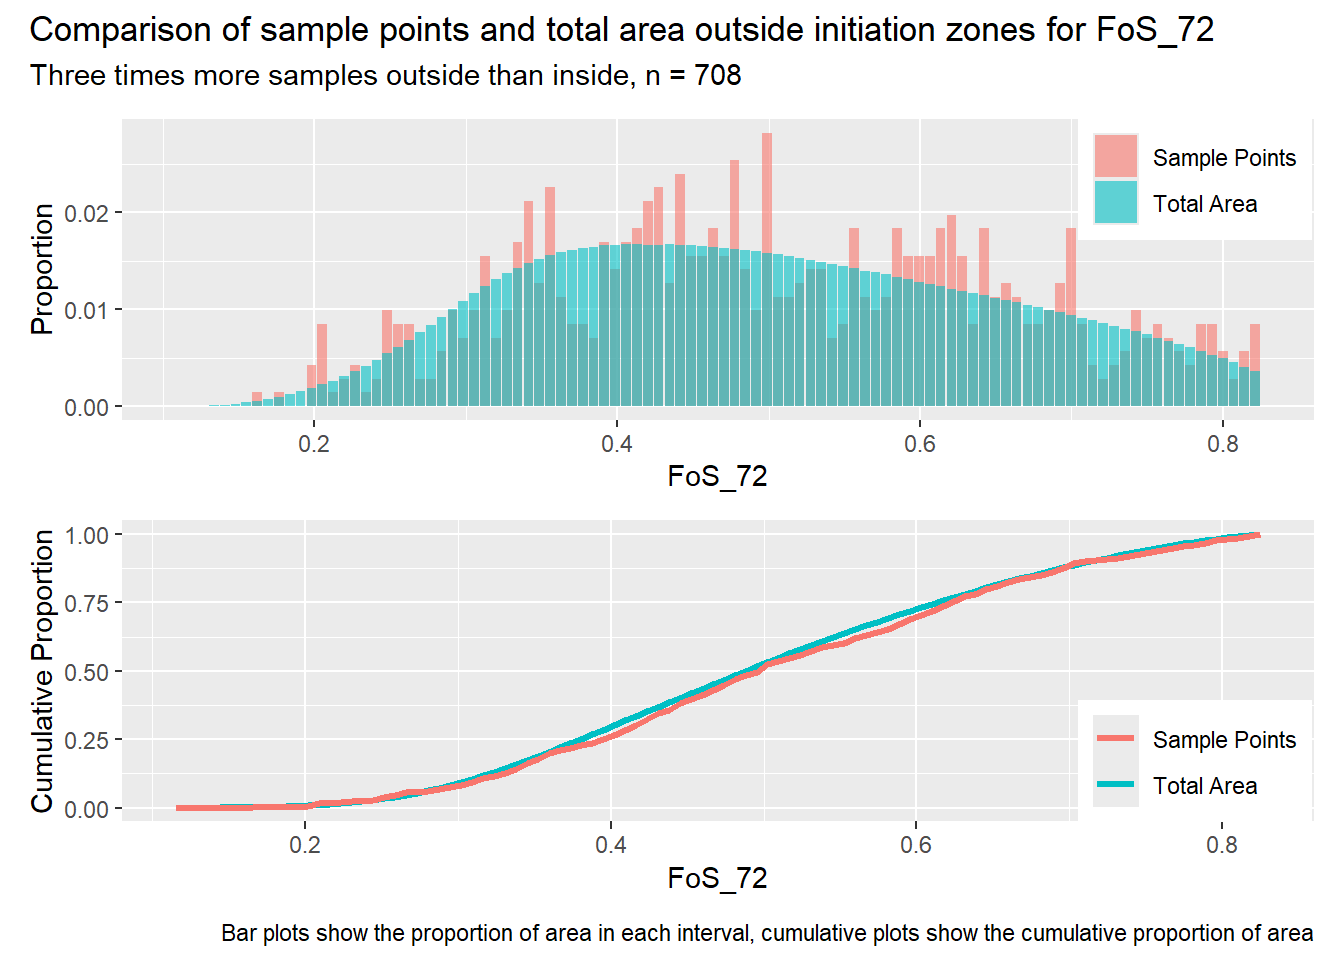 Comparison of sample points and total area outside initiation zones for FoS_72
Three times more samples outside than inside, n = 708
Proportion
0.02
0.01
0.00
Sample Points
Total Area
0.2 0.4 0.6 0.8
FoS_72
Cumulative Proportion
1.00
0.75
0.50
0.25
0.00
Sample Points
Total Area
0.2 0.4 0.6 0.8
FoS_72
Bar plots show the proportion of area in each interval, cumulative plots show the cumulative proportion of area